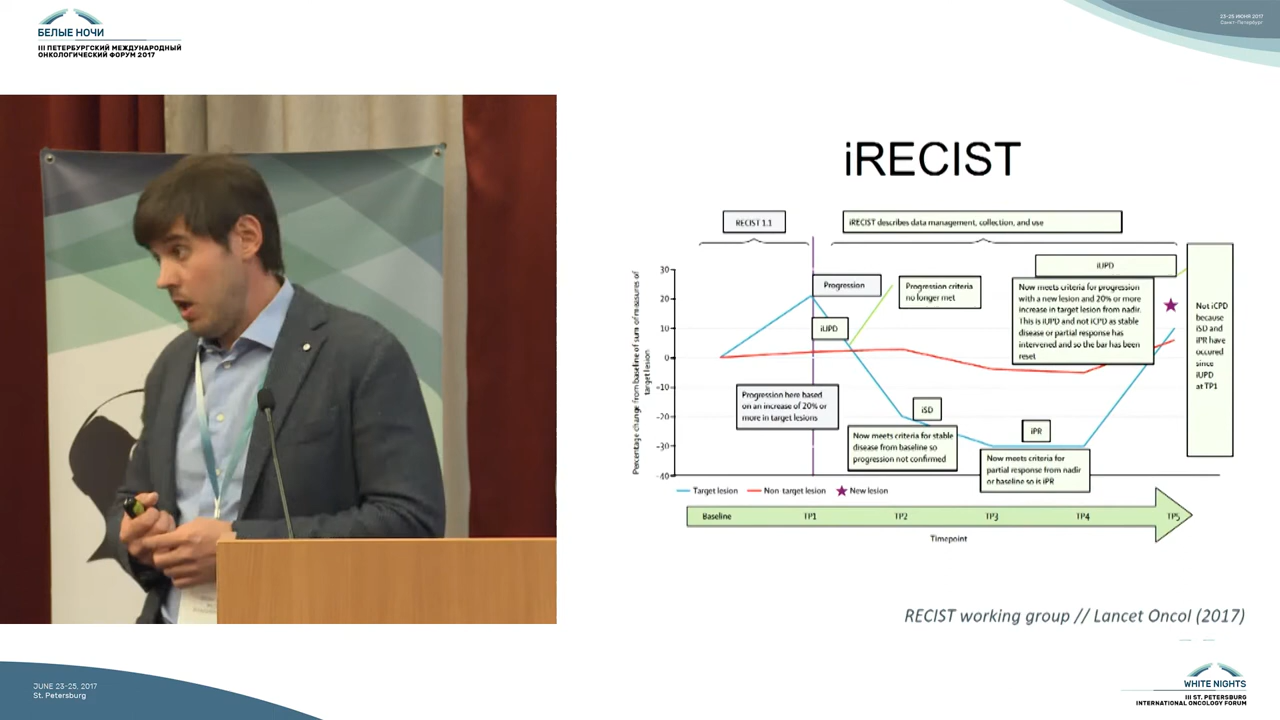 БЕЛЫЕ НОЧИ
III ПЕТЕРБУРГСКИЙ МЕЖДУНАРОДНЫЙ
ОНКОЛОГИЧЕСКИЙ ФОРУМ 2017
23-25 ИЮНЯ 2017
Санкт-Петербург
iRECIST
RECIST 1.1
iRECIST describes data management, collection, and use
Percentage change from baseline of sum of measures of
target lesion
30
20
10
0
-10
-20
-30
-40
Progression
iUPD
Progression criteria
no longer met
iUPD
Now meets criteria for progression
with a new lesion and 20% or more
increase in target lesion from nadir.
This is iUPD and not iCPD as stable
disease or partial response has
intervened and so the bar has been
reset
Not iCPD
because
iSD and
iPR have
occured
since
iUPD
at TP1
Progression here based
on an increase of 20% or
more in target lesions
iSD
Now meets criteria for stable
disease from baseline so
progression not confirmed
iPR
Now meets criteria for
partial response from nadir
or baseline so is iPR
Target lesion Non target lesion New lesion
Baseline TP1 TP2 TP3 TP4 TP5
Timepoint
RECIST working group // Lancet Oncol (2017)
JUNE 23-25, 2017
St. Petersburg
WHITE NIGHTS
III ST. PETERSBURG
INTERNATIONAL ONCOLOGY FORUM